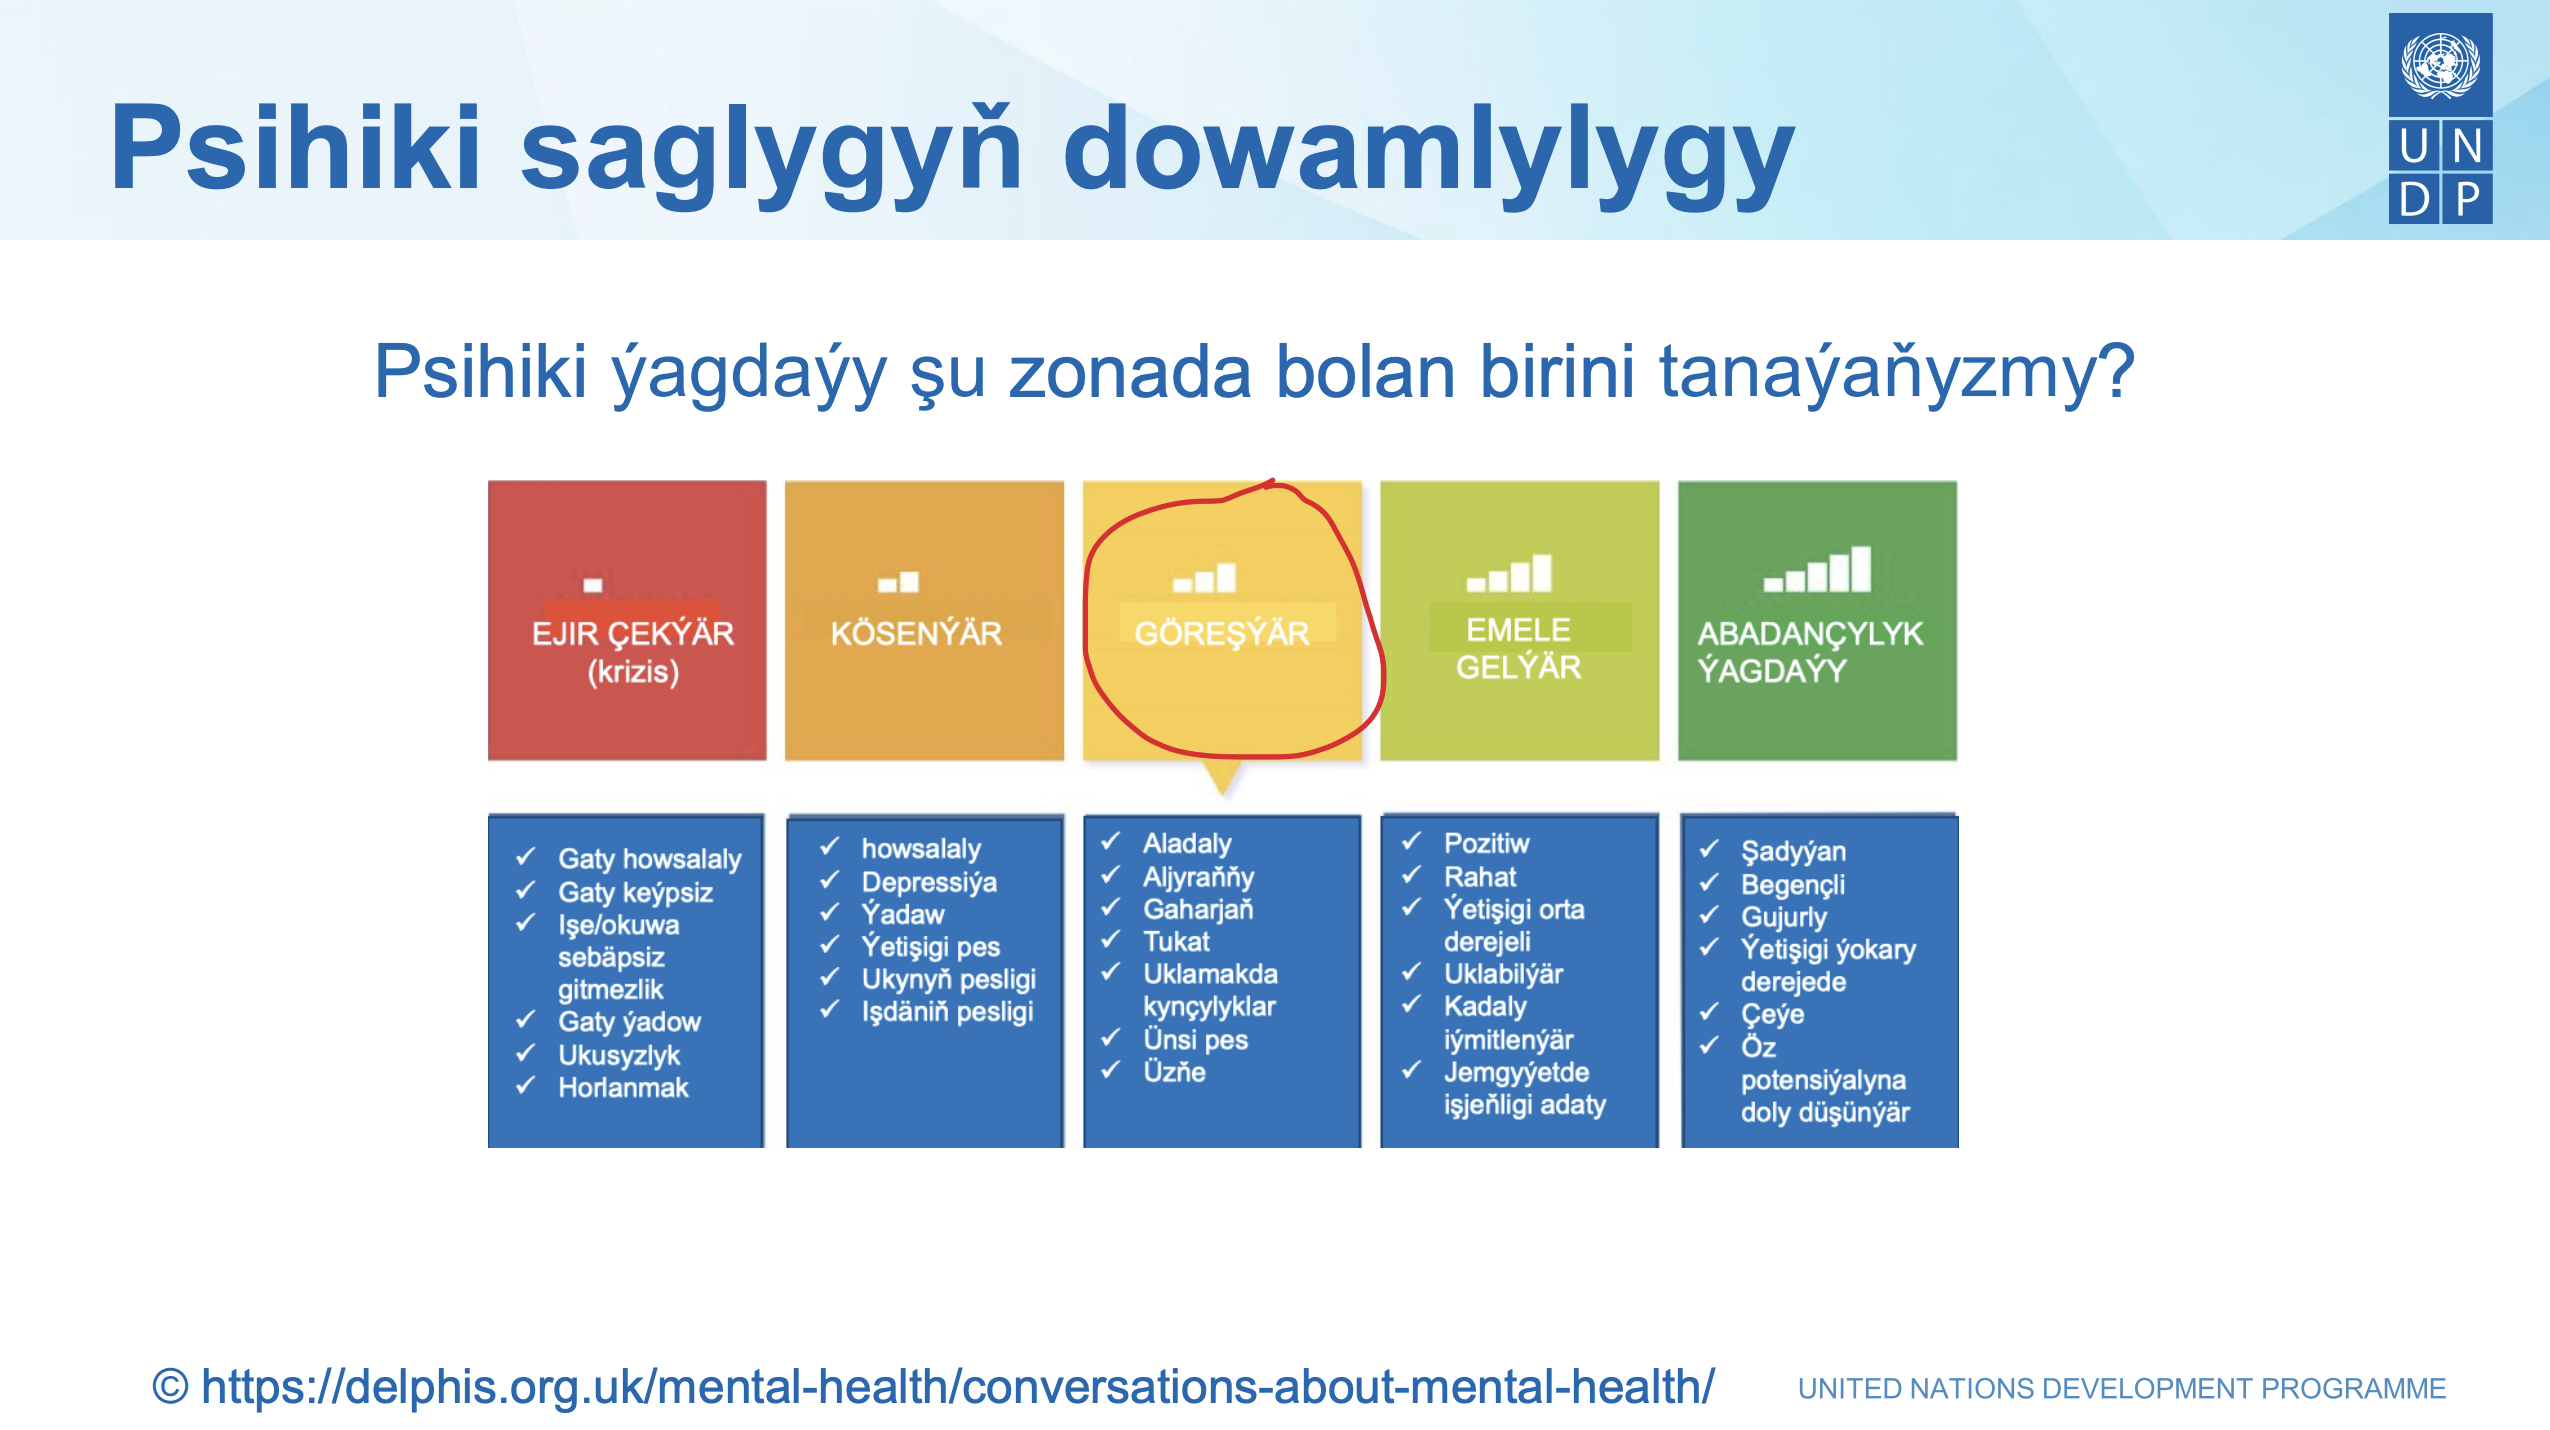 Psihiki saglygyň dowamlylygy
UN
DP
Psihiki ýagdaýy şu zonada bolan birini tanaýaňyzmy?
EJIR ÇEKÝÄR
(krizis)
KÖSENÝÄR
GÖREŞÝÄR
EMELE
GELÝÄR
ABADANÇYLYK
ÝAGDAÝY
Gaty howsalaly
Gaty keýpsiz
Işe/okuwa
sebäpsiz
gitmezlik
Gaty ýadow
Ukusyzlyk
Horlanmak
howsalaly
Depressiýa
Ýadaw
Ýetişigi pes
Ukynyň pesligi
Işdäniň pesligi
Aladaly
Aljyraňňy
Gaharjaň
Tukat
Uklamakda
kynçylyklar
Ünsi pes
Üzňe
Pozitiw
Rahat
Ýetişigi orta
derejeli
Uklabilýär
Kadaly
iýmitlenýär
Jemgyýetde
işjeňligi adaty
Şadyýan
Begençli
Gujurly
Ýetişigi ýokary
derejede
Çeýe
Öz
potensiýalyna
doly düşünýär
© https://delphis.org.uk/mental-health/conversations-about-mental-health/
UNITED NATIONS DEVELOPMENT PROGRAMME